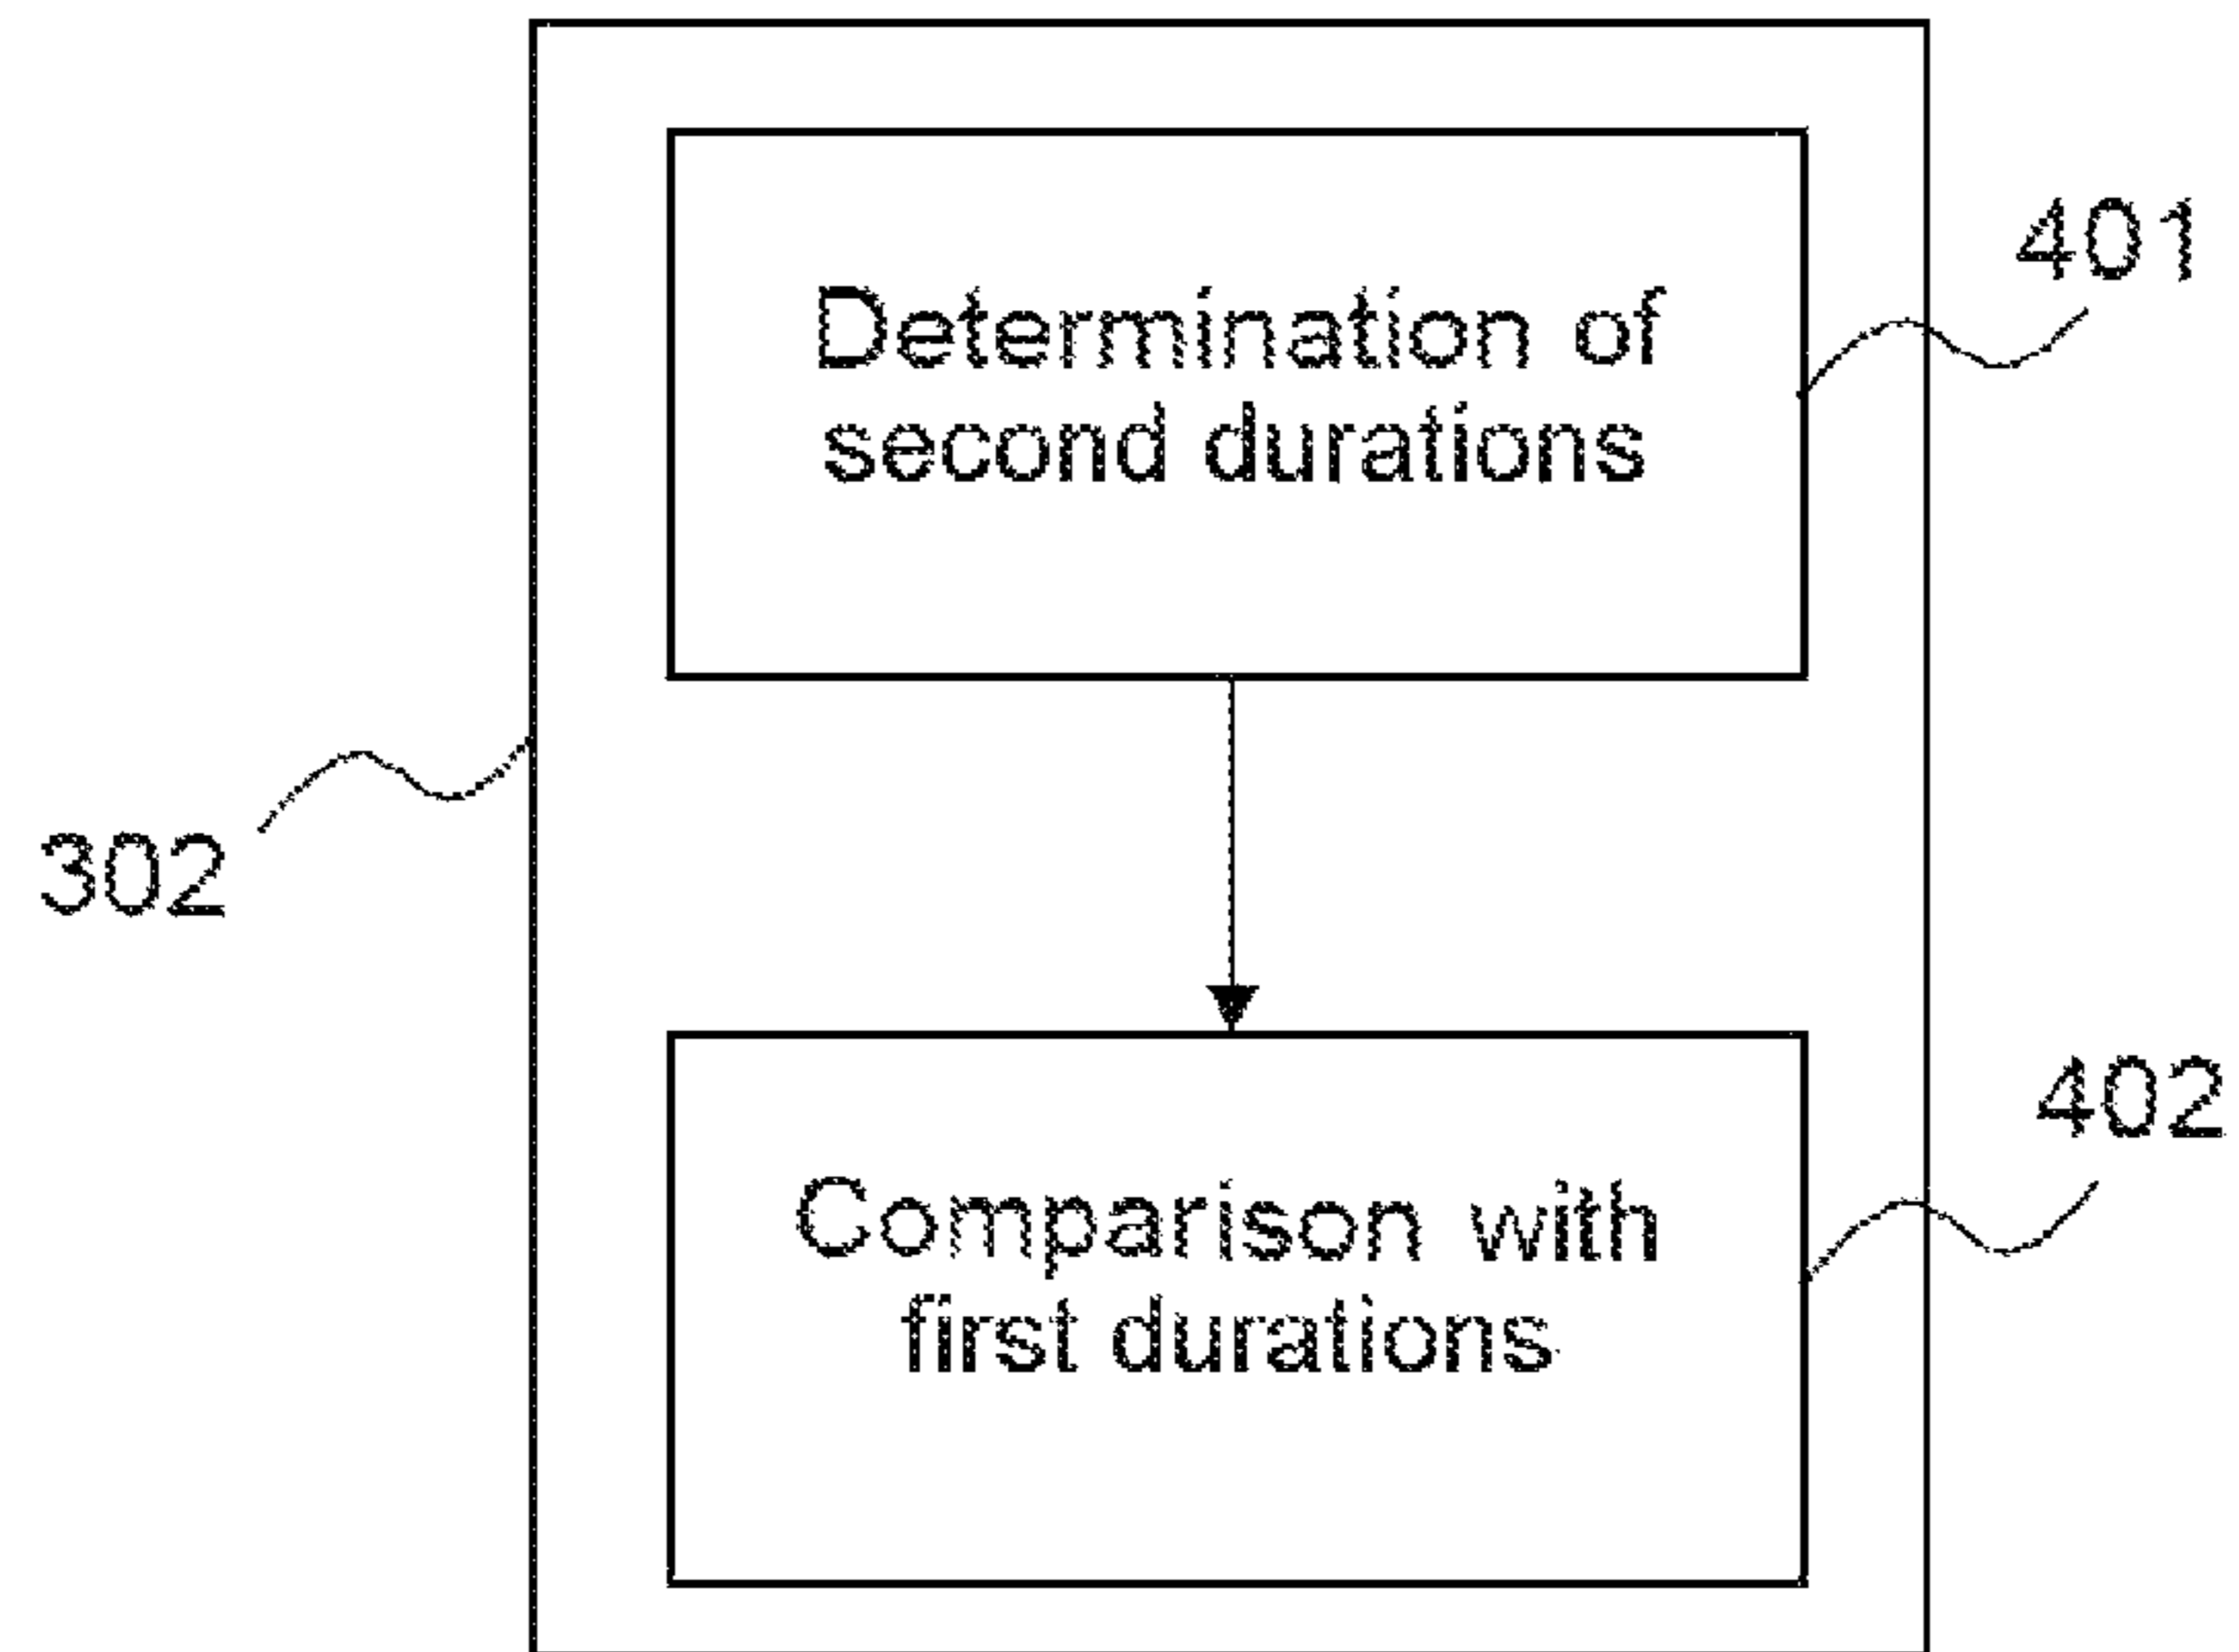 401
Determination of
second durations
302
402
Comparison with
first durations